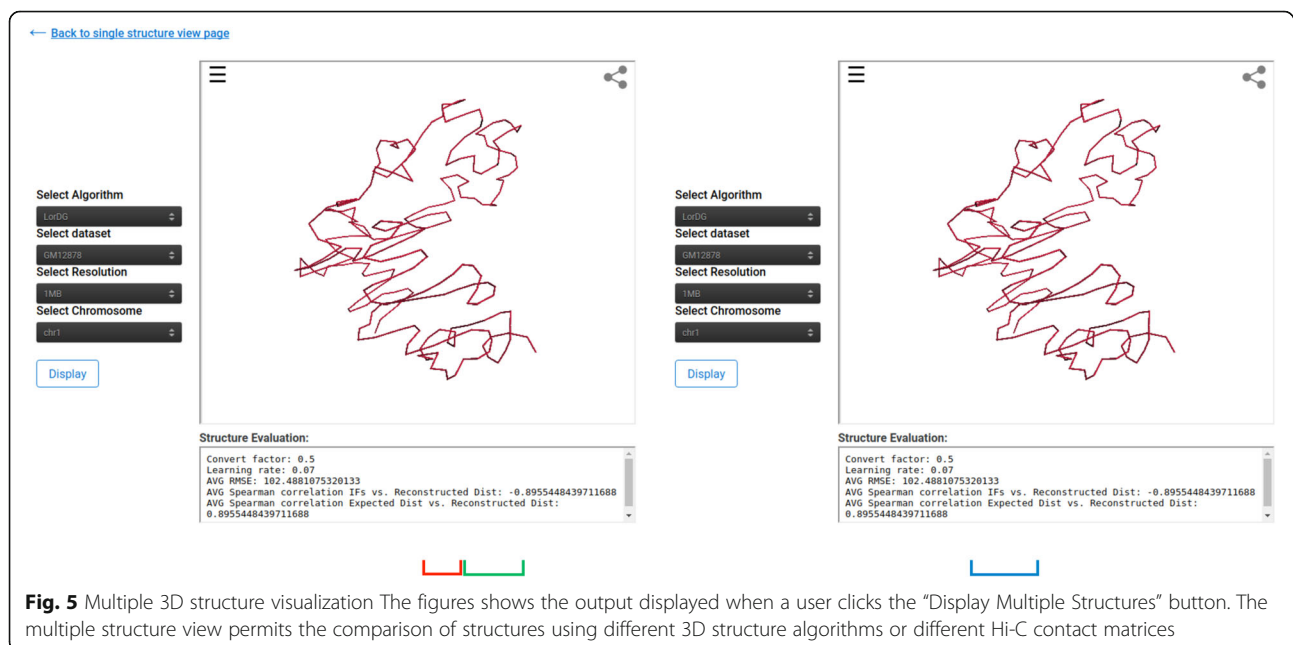 ← Back to single structure view page
Select Algorithm
LorDG
Select dataset
GM12878
Select Resolution
1MB
Select Chromosome
chr1
Display
Structure Evaluation:
Convert factor: 0.5
Learning rate: 0.07
AVG RMSE: 102.4881075320133
AVG Spearman correlation IFs vs. Reconstructed Dist: -0.8955448439711688
AVG Spearman correlation Expected Dist vs. Reconstructed Dist:
0.8955448439711688
Select Algorithm
LorDG
Select dataset
GM12878
Select Resolution
1MB
Select Chromosome
chr1
Display
Structure Evaluation:
Convert factor: 0.5
Learning rate: 0.07
AVG RMSE: 102.4881075320133
AVG Spearman correlation IFs vs. Reconstructed Dist: -0.8955448439711688
AVG Spearman correlation Expected Dist vs. Reconstructed Dist:
0.8955448439711688
Fig. 5 Multiple 3D structure visualization The figures shows the output displayed when a user clicks the “Display Multiple Structures” button. The
multiple structure view permits the comparison of structures using different 3D structure algorithms or different Hi-C contact matrices